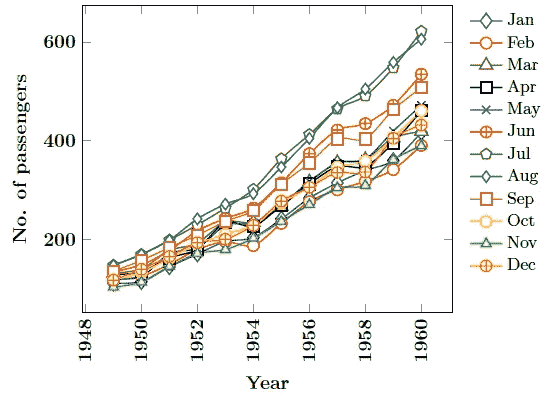 600
400
200
No. of passengers
1948
1950
1952
1954
1956
1958
1960
Year
Jan
Feb
Mar
Apr
May
Jun
Jul
Aug
Sep
Oct
Nov
Dec